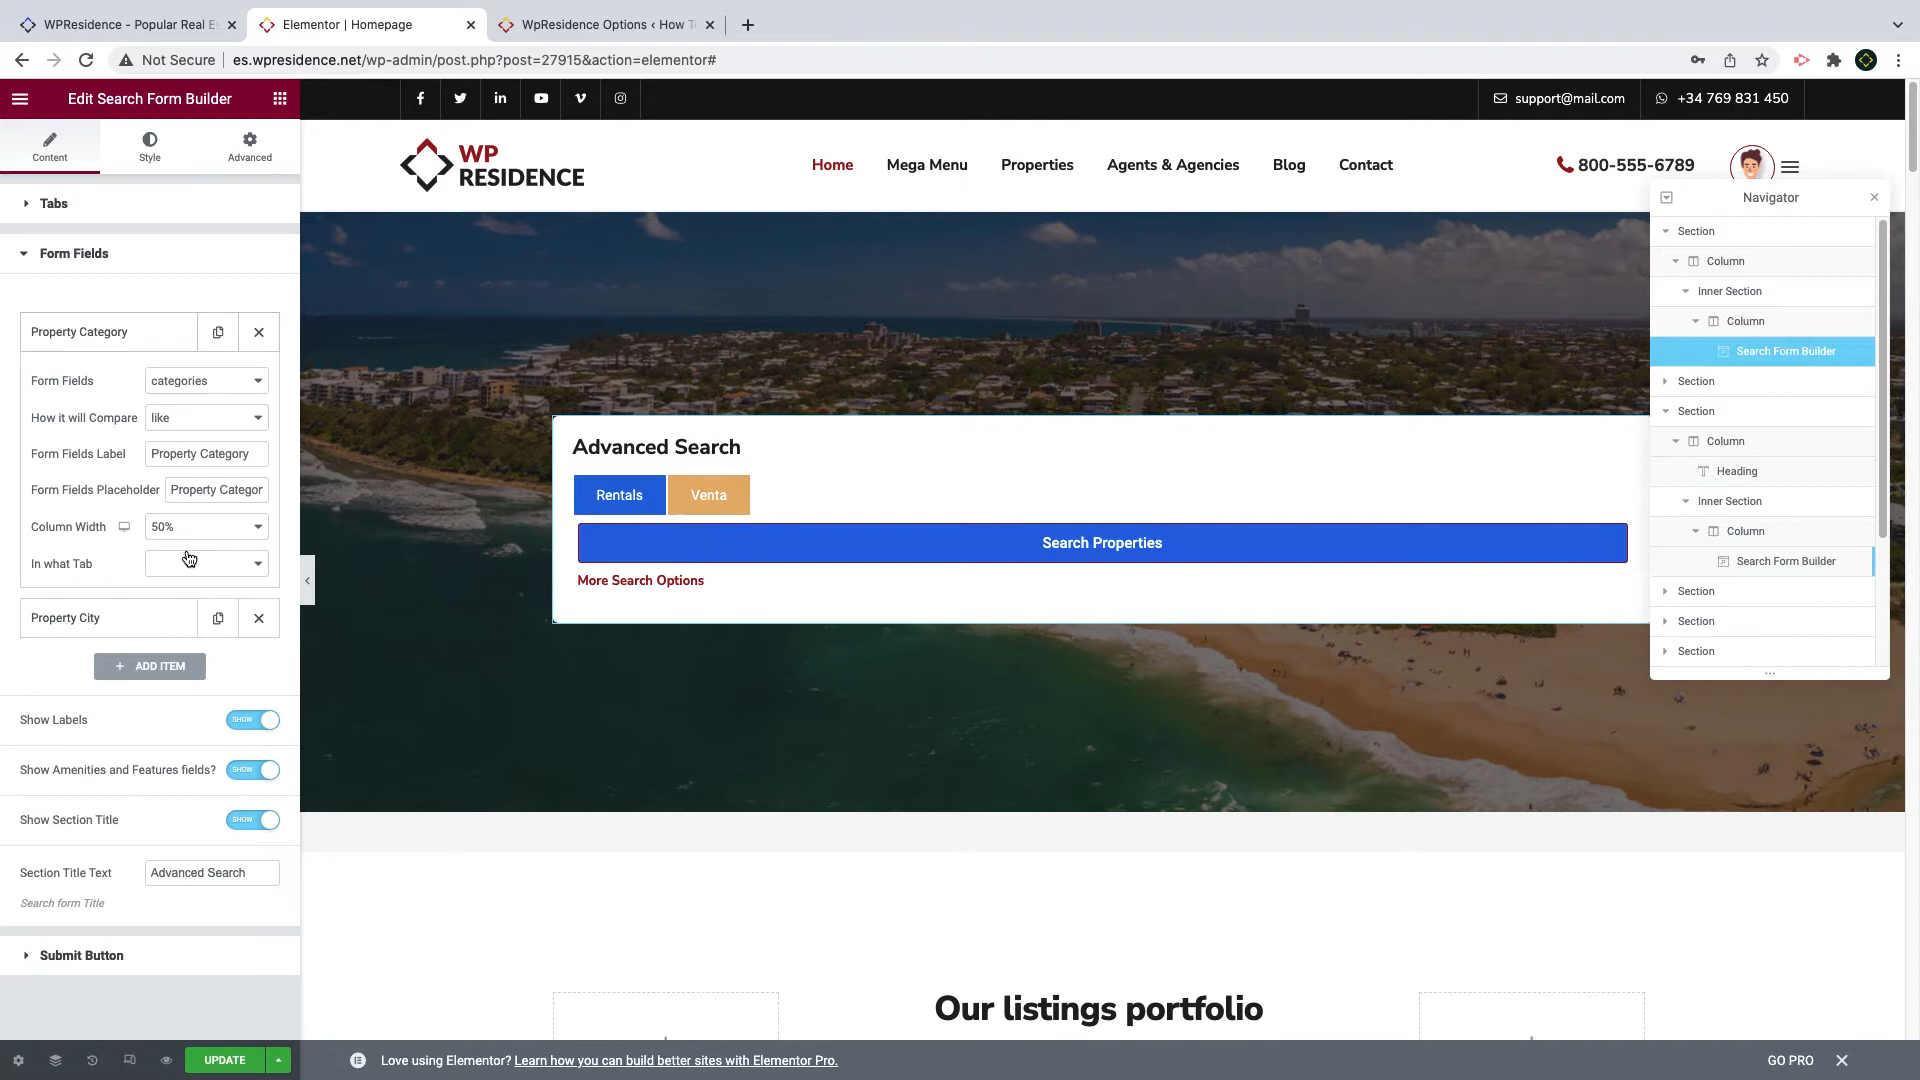 WPResidence - Popular Real Es
Elementor | Homepage
WpResidence Options ‹ How T
Not Secure
es.wpresidence.net/wp-admin/post.php?post=27915&action=elementor#
Edit Search Form Builder
Content
Style
Advanced
Tabs
Form Fields
Property Category
Form Fields
categories
How it will Compare
like
Form Fields Label
Property Category
Form Fields Placeholder
Property Categor
Column Width
50%
In what Tab
Property City
ADD ITEM
Show Labels
SHOW
Show Amenities and Features fields?
SHOW
Show Section Title
SHOW
Section Title Text
Advanced Search
Search form Title
Submit Button
UPDATE
support@mail.com
+34 769 831 450
WP
RESIDENCE
Home
Mega Menu
Properties
Agents & Agencies
Blog
Contact
800-555-6789
Advanced Search
Rentals
Venta
Search Properties
More Search Options
Our listings portfolio
Navigator
Section
Column
Inner Section
Column
Search Form Builder
Section
Section
Column
Heading
Inner Section
Column
Search Form Builder
Section
Section
Section
Love using Elementor? Learn how you can build better sites with Elementor Pro.
GO PRO